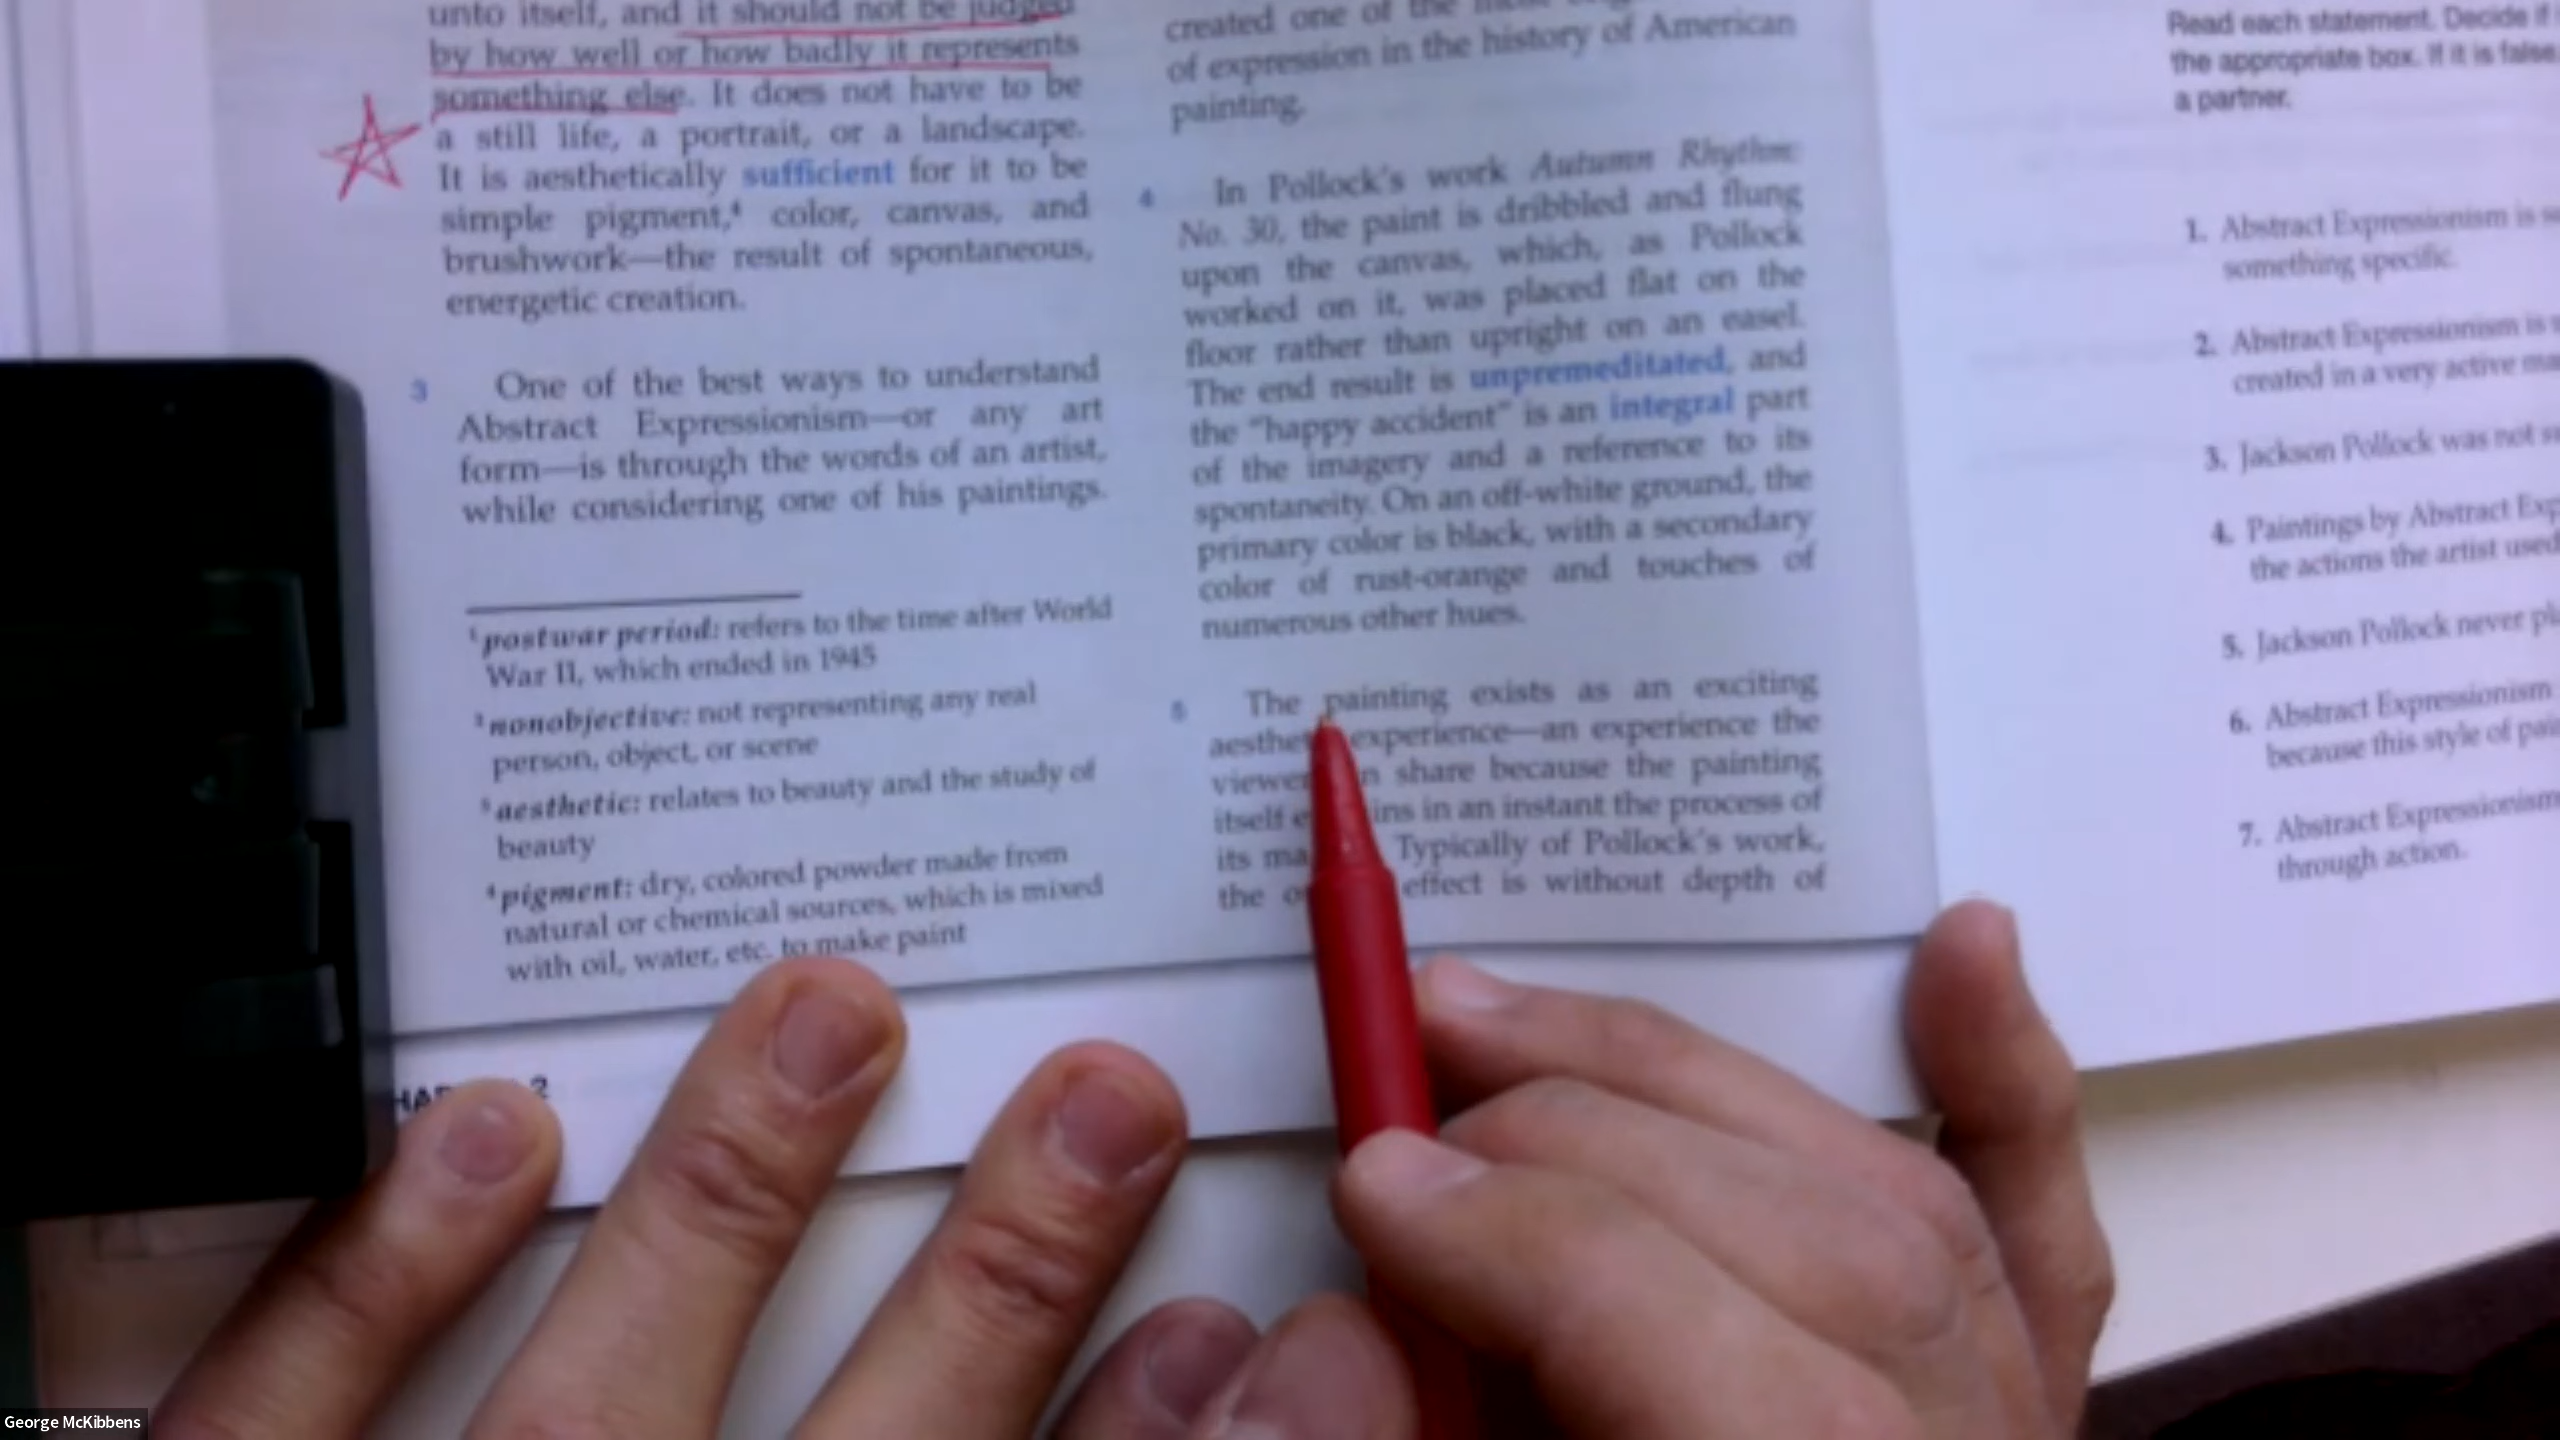 unto itself, and it should not be judged
by how well or how badly it represents
something else. It does not have to be
a still life, a portrait, or a landscape.
It is aesthetically sufficient for it to be
simple pigment,⁴ color, canvas, and
brushwork—the result of spontaneous,
energetic creation.
3 One of the best ways to understand
Abstract Expressionism—or any art
form—is through the words of an artist,
while considering one of his paintings.
¹ postwar period: refers to the time after World
War II, which ended in 1945
² nonobjective: not representing any real
person, object, or scene
³ aesthetic: relates to beauty and the study of
beauty
⁴ pigment: dry, colored powder made from
natural or chemical sources, which is mixed
with oil, water, etc. to make paint
2
created one of the
of expression in the history of American
painting.
4 In Pollock's work Autumn Rhythm:
No. 30, the paint is dribbled and flung
upon the canvas, which, as Pollock
worked on it, was placed flat on the
floor rather than upright on an easel.
The end result is unpremeditated, and
the "happy accident" is an integral part
of the imagery and a reference to its
spontaneity. On an off-white ground, the
primary color is black, with a secondary
color of rust-orange and touches of
numerous other hues.
5 The painting exists as an exciting
experience—an experience the
share because the painting
itself in an instant the process of
its Typically of Pollock's work,
the effect is without depth of
Read each statement. Decide if
the appropriate box. If it is false
a partner.
1. Abstract Expressionism is
something specific.
2. Abstract Expressionism is
created in a very active
3. Jackson Pollock was not
4. Paintings by Abstract
the actions the artist used
5. Jackson Pollock never
6. Abstract Expressionism
because this style of
7. Abstract Expressionism
through action.
George McKibbens